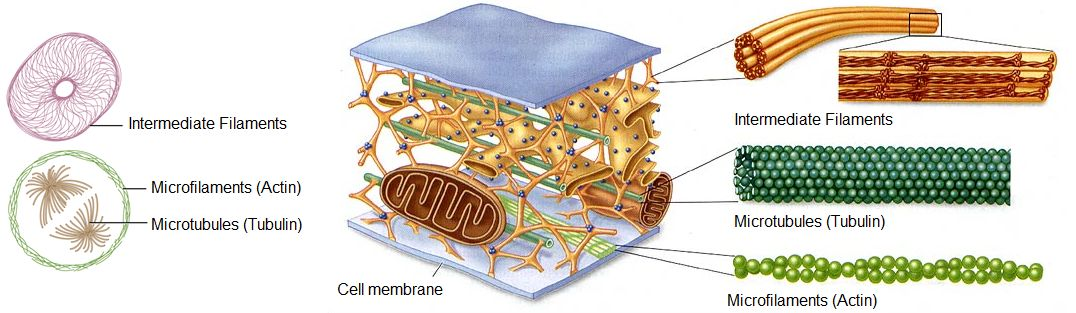 Intermediate Filaments
Microfilaments (Actin)
Microtubules (Tubulin)
Cell membrane
Intermediate Filaments
Microtubules (Tubulin)
Microfilaments (Actin)